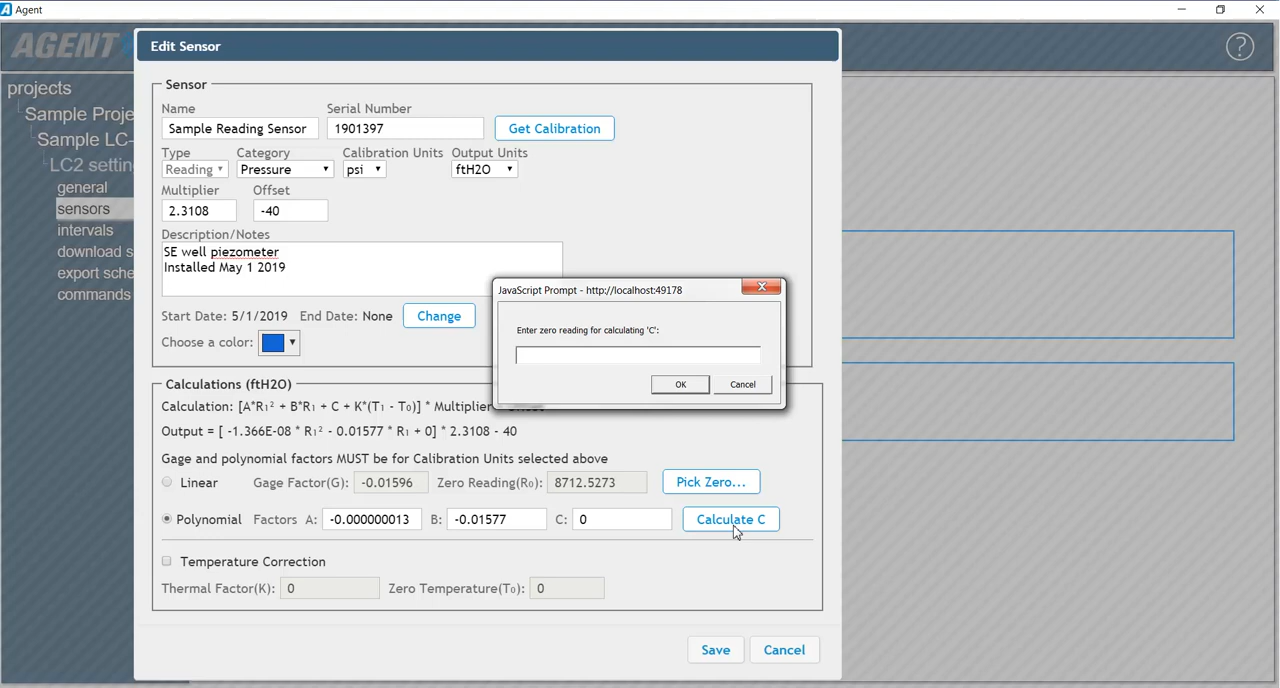 Agent
AGENT
?
projects
Sample Proje
Sample LC-
LC2 settin
general
sensors
intervals
download s
export sche
commands
Edit Sensor
Sensor
Name Serial Number
Sample Reading Sensor 1901397 Get Calibration
Type Category Calibration Units Output Units
Reading Pressure psi ftH2O
Multiplier Offset
2.3108 -40
Description/Notes
SE well piezometer
Installed May 1 2019
Start Date: 5/1/2019 End Date: None Change
Choose a color:
JavaScript Prompt - http://localhost:49178
Enter zero reading for calculating 'C':
OK Cancel
Calculations (ftH2O)
Calculation: [A*R₁² + B*R₁ + C + K*(T₁ - T₀)] * Multiplier
Output = [ -1.366E-08 * R₁² - 0.01577 * R₁ + 0] * 2.3108 - 40
Gage and polynomial factors MUST be for Calibration Units selected above
Linear Gage Factor(G): -0.01596 Zero Reading(R₀): 8712.5273 Pick Zero...
Polynomial Factors A: -0.000000013 B: -0.01577 C: 0 Calculate C
Temperature Correction
Thermal Factor(K): 0 Zero Temperature(T₀): 0
Save Cancel